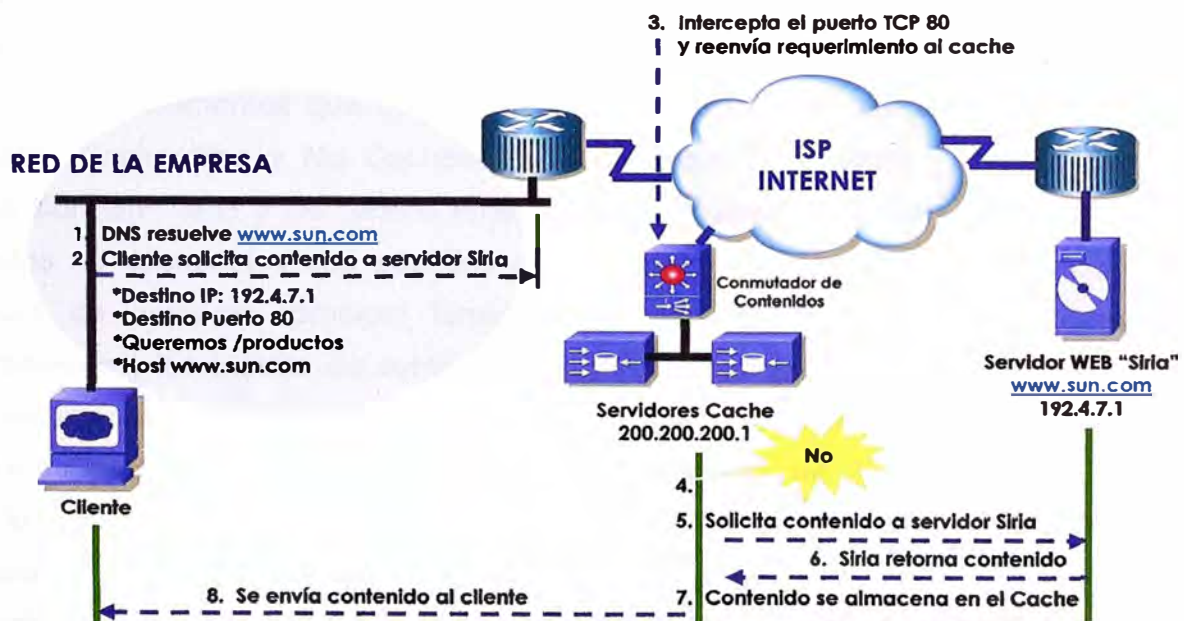 3. Intercepta el puerto TCP 80
y reenvía requerimiento al cache
RED DE LA EMPRESA
ISP
INTERNET
1. DNS resuelve www.sun.com
2. Cliente solicita contenido a servidor Siria
*Destino IP: 192.4.7.1
*Destino Puerto 80
*Queremos /productos
*Host www.sun.com
Conmutador de
Contenidos
Servidor WEB "Siria"
www.sun.com
192.4.7.1
Servidores Cache
200.200.200.1
No
Cliente
4.
5. Solicita contenido a servidor Siria
6. Siria retorna contenido
7. Contenido se almacena en el Cache
8. Se envía contenido al cliente